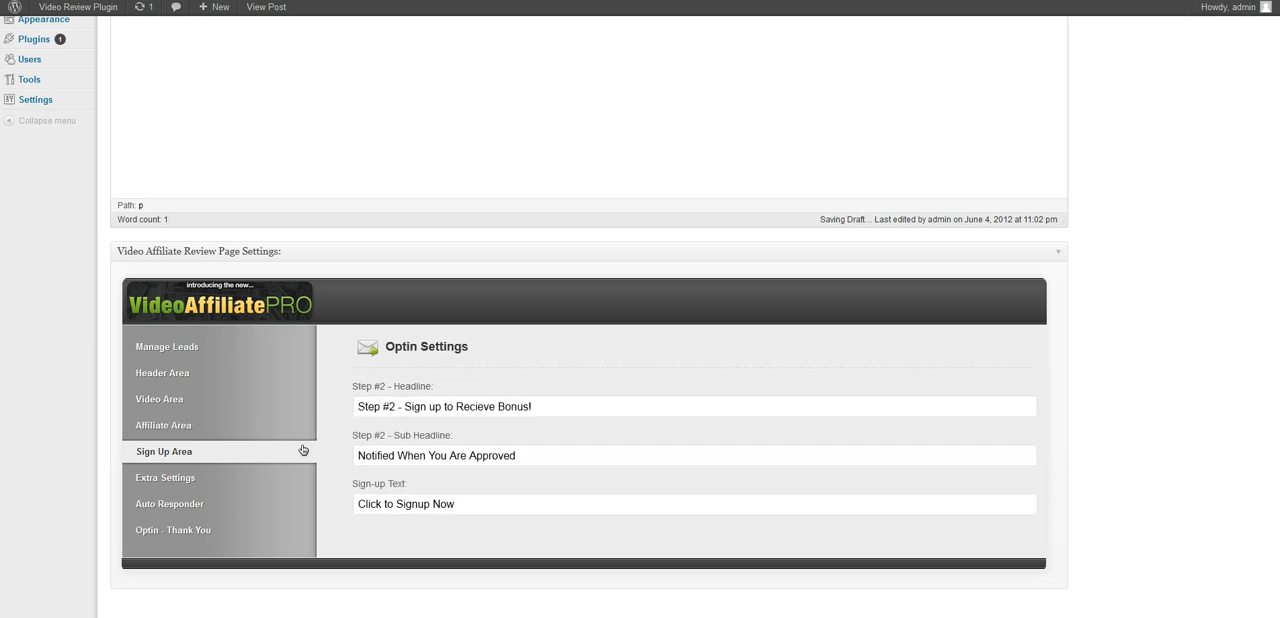 Video Review Plugin 1 New View Post Howdy, admin
Appearance
Plugins 1
Users
Tools
Settings
Collapse menu
Path: p
Word count: 1 Saving Draft... Last edited by admin on June 4, 2012 at 11:02 pm
Video Affiliate Review Page Settings:
introducing the new...
VideoAffiliatePRO
Manage Leads
Header Area
Video Area
Affiliate Area
Sign Up Area
Extra Settings
Auto Responder
Optin - Thank You
Optin Settings
Step #2 - Headline:
Step #2 - Sign up to Recieve Bonus!
Step #2 - Sub Headline:
Notified When You Are Approved
Sign-up Text:
Click to Signup Now